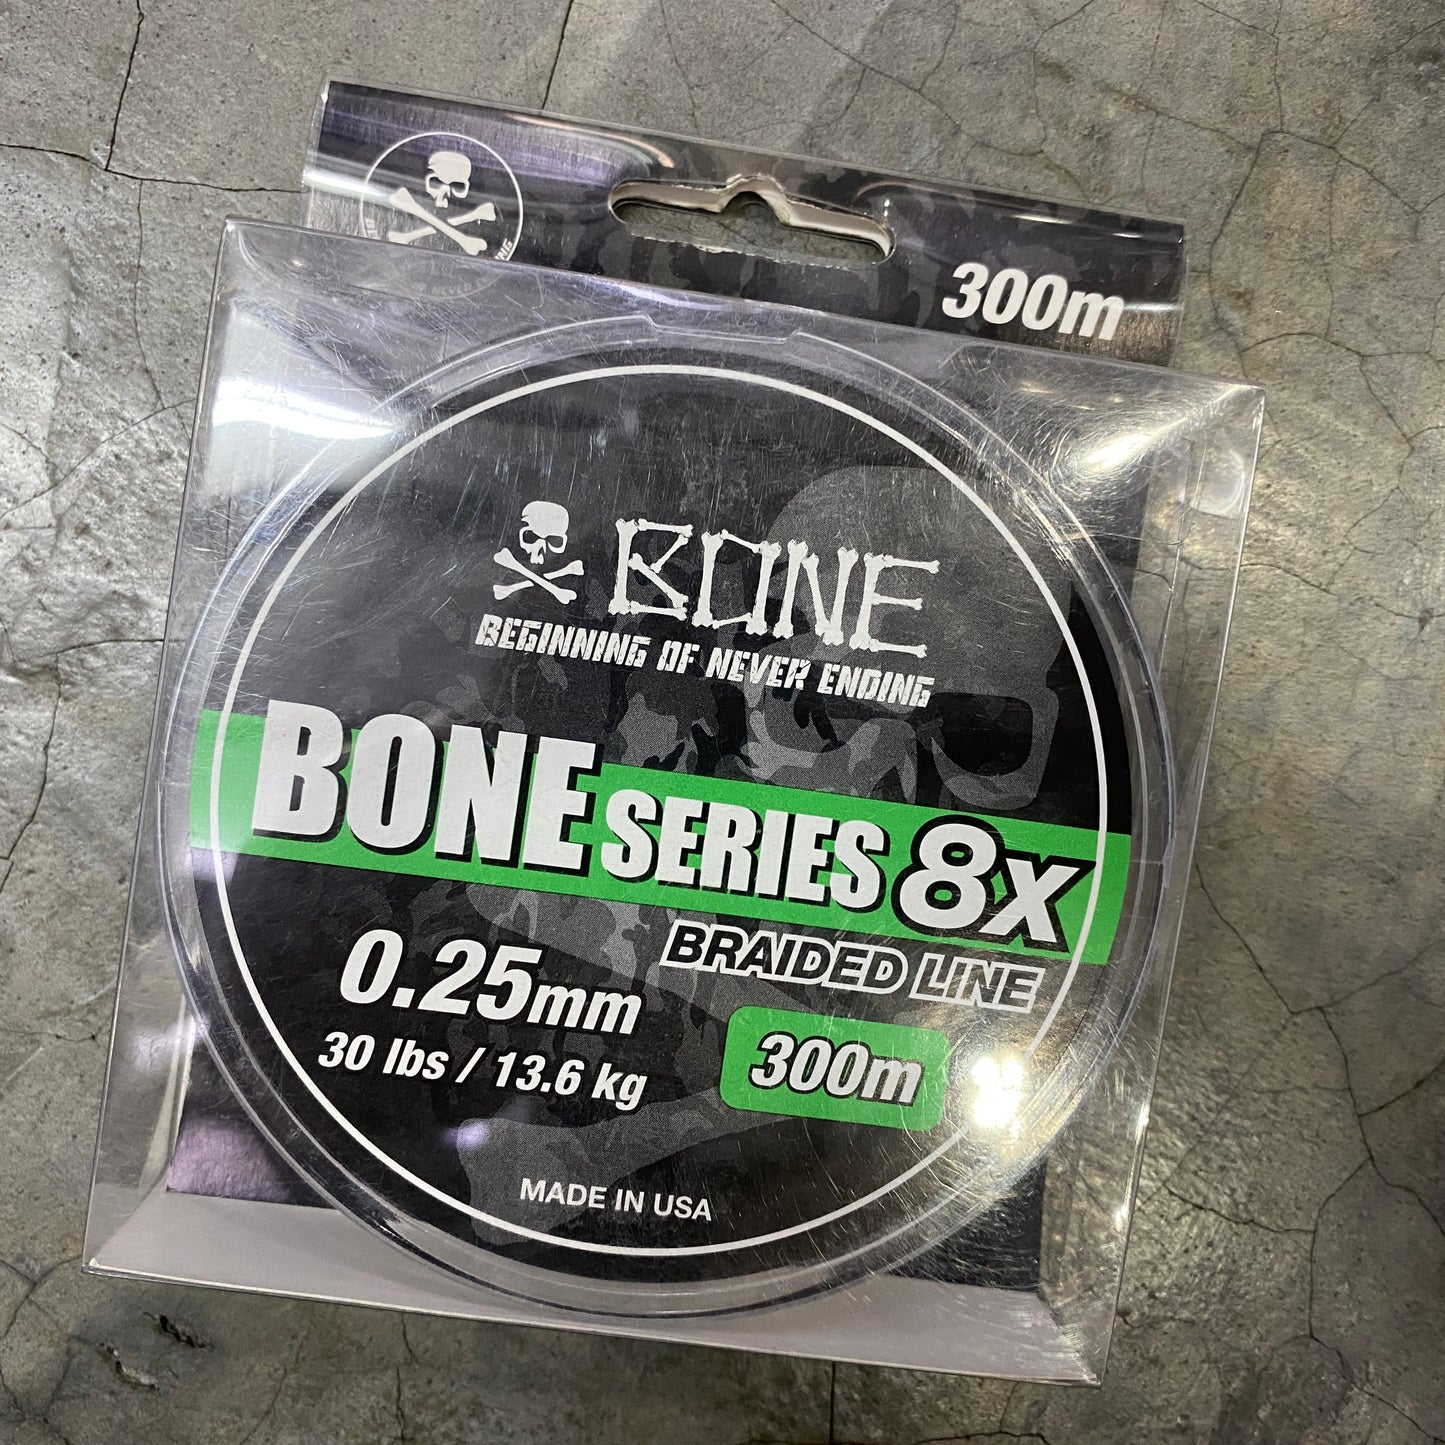 300m
BONE
BEGINNING OF NEVER ENDING
BONE SERIES 8X
BRAIDED LINE
0.25mm
30 lbs / 13.6 kg
300m
MADE IN USA